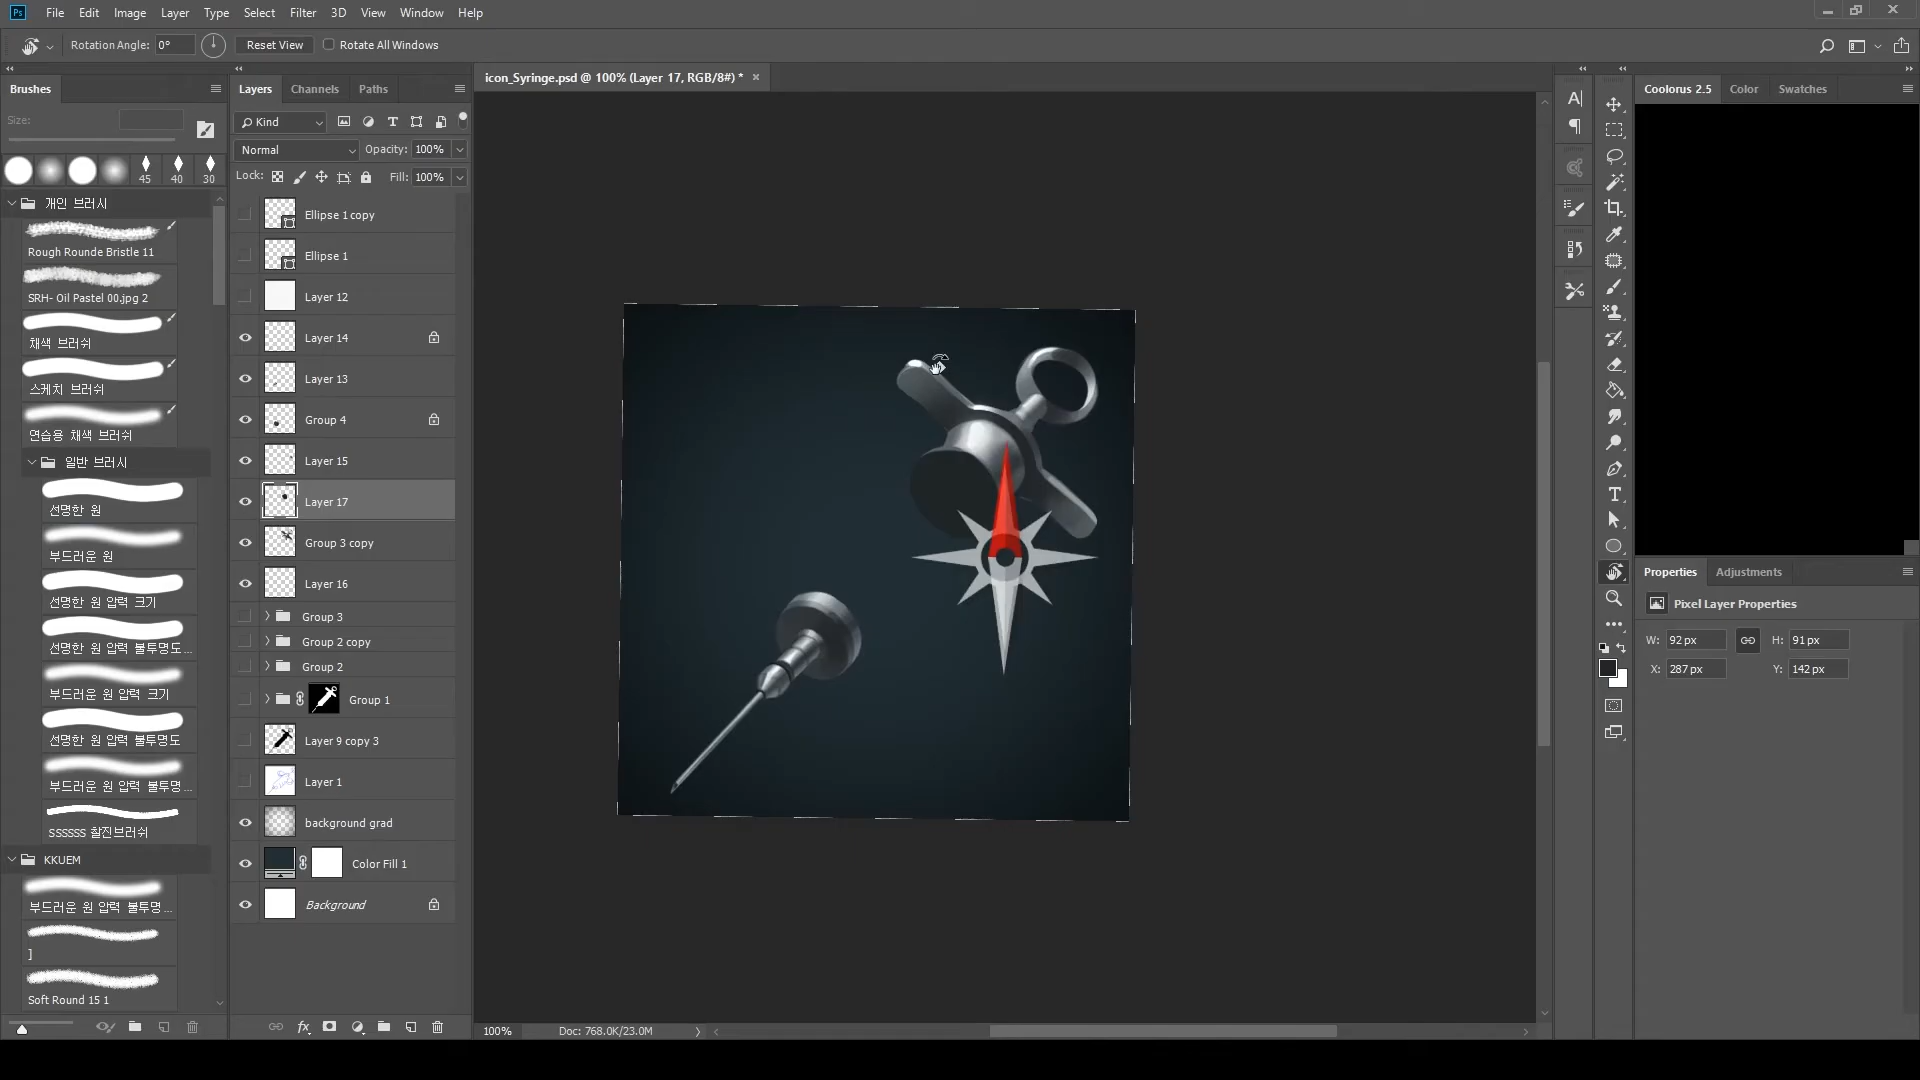 Ps File Edit Image Layer Type Select Filter 3D View Window Help
Rotation Angle: 0° Reset View Rotate All Windows
Brushes
Size:
45 40 30
개인 브러시
Rough Rounde Bristle 11
SRH- Oil Pastel 00.jpg 2
채색 브러쉬
스케치 브러쉬
연습용 채색 브러쉬
일반 브러시
선명한 원
부드러운 원
선명한 원 압력 크기
선명한 원 압력 불투명도...
부드러운 원 압력 크기
선명한 원 압력 불투명도
부드러운 원 압력 불투명...
SSSSSS 찰진브러쉬
KKUEM
부드러운 원 압력 불투명...
]
Soft Round 15 1
Layers Channels Paths
Kind
Normal Opacity: 100%
Lock: Fill: 100%
Ellipse 1 copy
Ellipse 1
Layer 12
Layer 14
Layer 13
Group 4
Layer 15
Layer 17
Group 3 copy
Layer 16
Group 3
Group 2 copy
Group 2
Group 1
Layer 9 copy 3
Layer 1
background grad
Color Fill 1
Background
fx
icon_Syringe.psd @ 100% (Layer 17, RGB/8#) *
100% Doc: 768.0K/23.0M
Coolorus 2.5 Color Swatches
Properties Adjustments
Pixel Layer Properties
W: 92 px H: 91 px
X: 287 px Y: 142 px